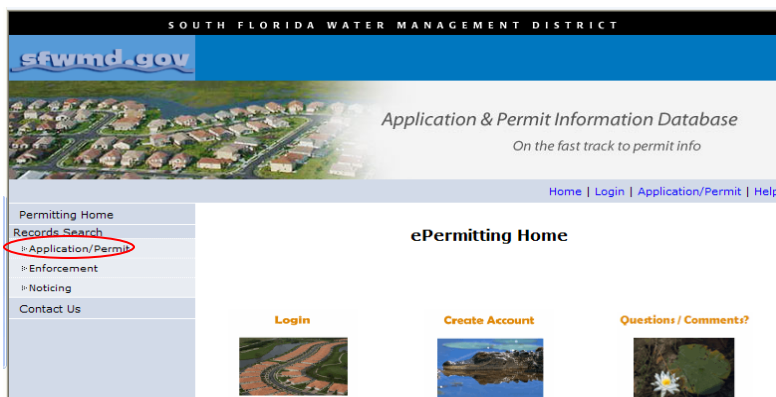 SOUTH FLORIDA WATER MANAGEMENT DISTRICT
sfwmd.gov
Application & Permit Information Database
On the fast track to permit info
Home | Login | Application/Permit | Help
Permitting Home
Records Search
Application/Permit
Enforcement
Noticing
Contact Us
ePermitting Home
Login
Create Account
Questions / Comments?